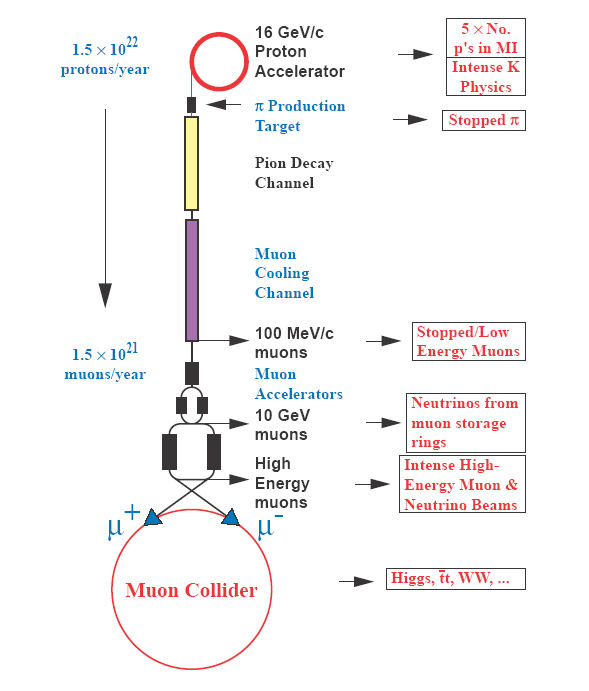 1.5 × 10²²
protons/year
16 GeV/c
Proton
Accelerator
5 × No.
p's in MI
Intense K
Physics
π Production
Target
Stopped π
Pion Decay
Channel
Muon
Cooling
Channel
1.5 × 10²¹
muons/year
100 MeV/c
muons
Stopped/Low
Energy Muons
Muon
Accelerators
10 GeV
muons
Neutrinos from
muon storage
rings
High
Energy
muons
Intense High-
Energy Muon &
Neutrino Beams
μ⁺
μ⁻
Muon Collider
Higgs, t̄t, WW, ...